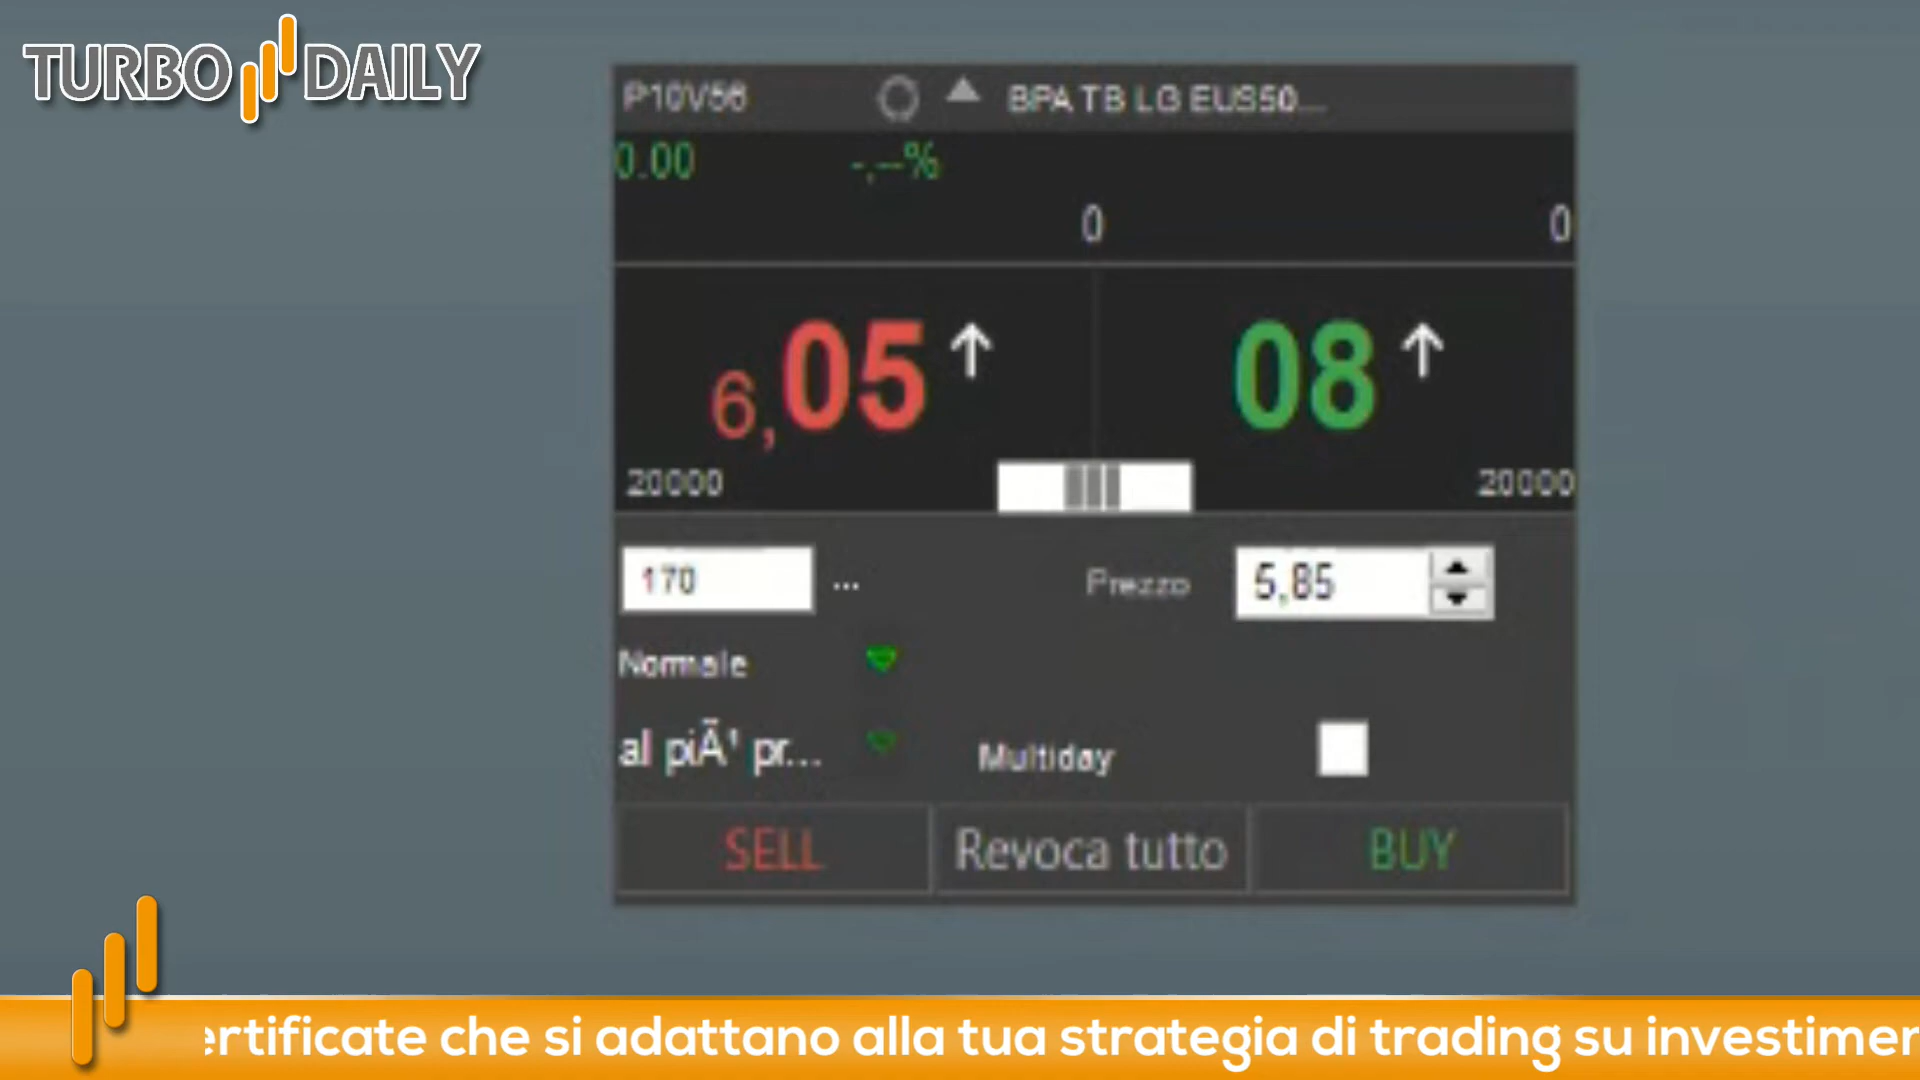 TURBO DAILY
P10V56 BPA TB LG EUS50...
0.00 -,--%
0 0
6,05 08
20000 20000
170 ... Prezzo 5,85
Normale
al piÃ¹ pr... Multiday
SELL Revoca tutto BUY
ertificate che si adattano alla tua strategia di trading su investimen